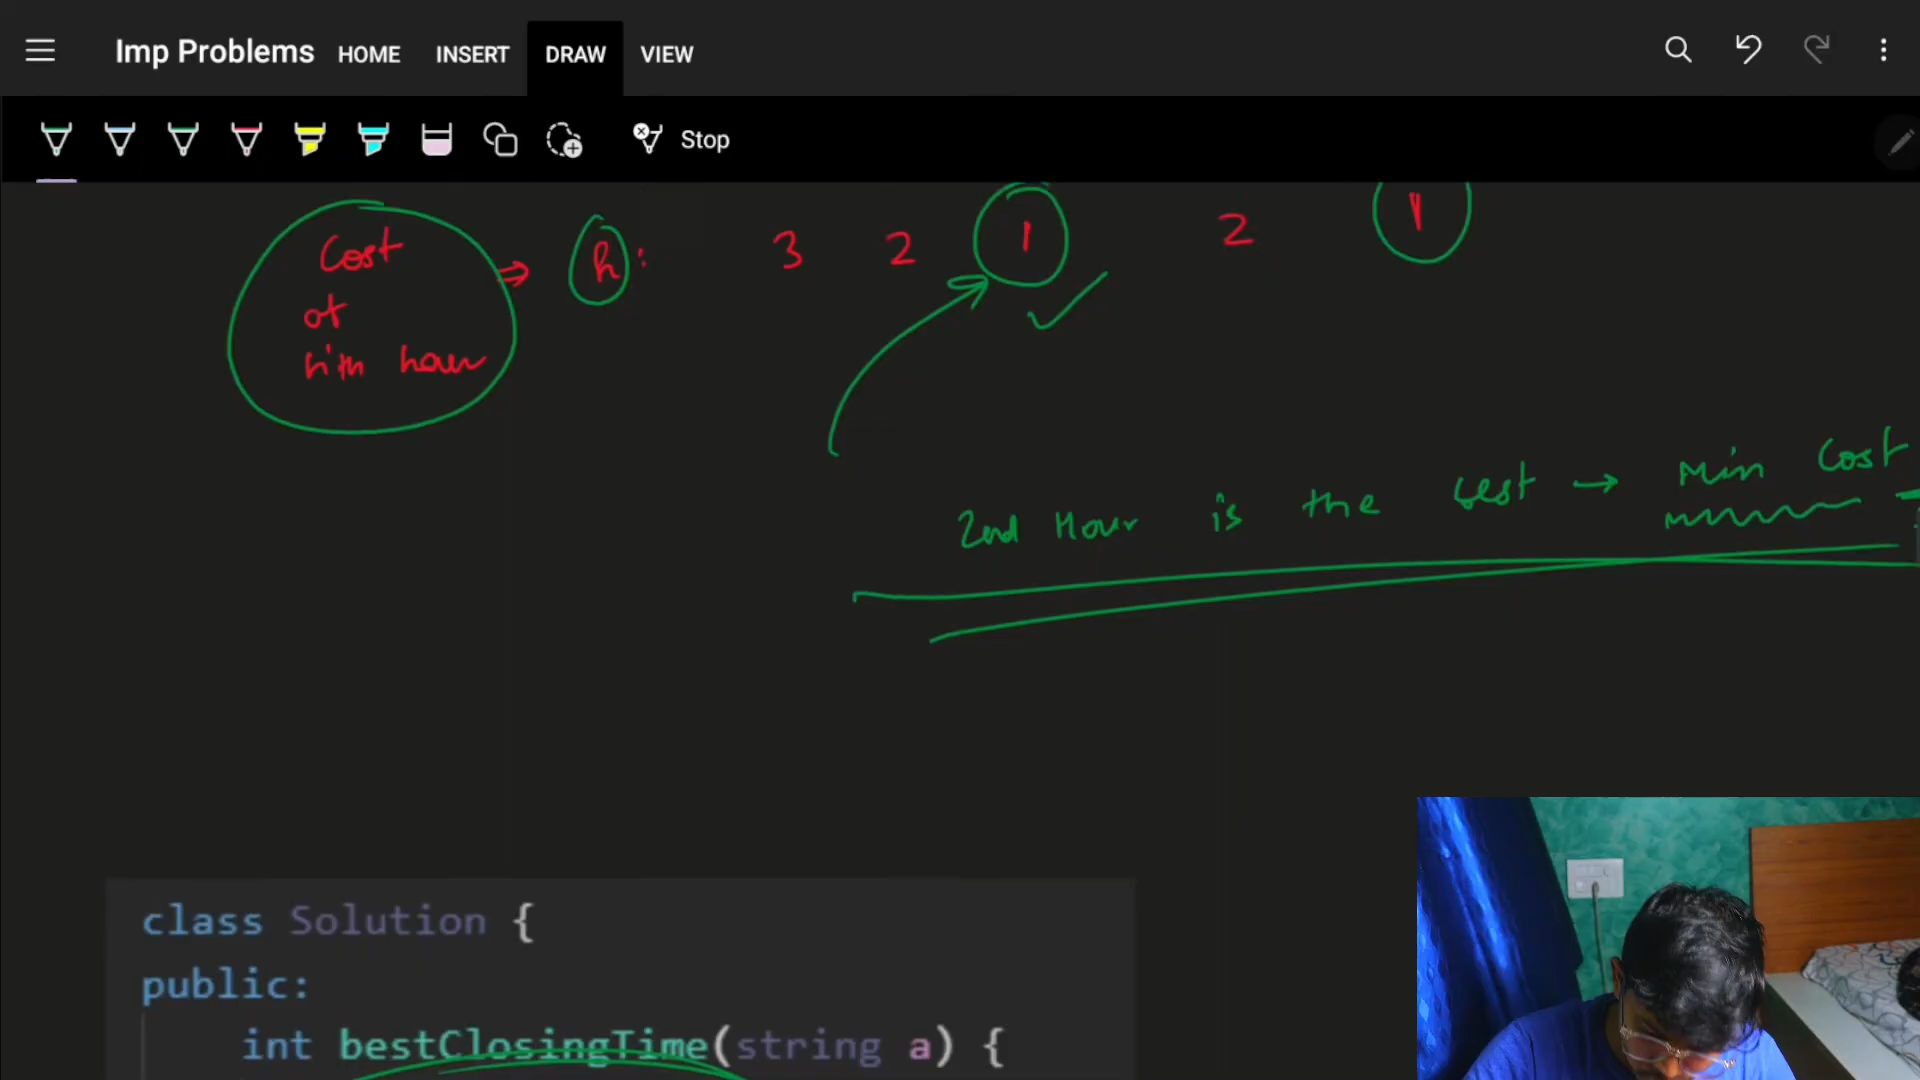 Imp Problems HOME INSERT DRAW VIEW
Stop
Cost
of
hith hour
h: 3 2 1 2 1
2nd Hour is the best → Min Cost
class Solution {
public:
int bestClosingTime(string a) {